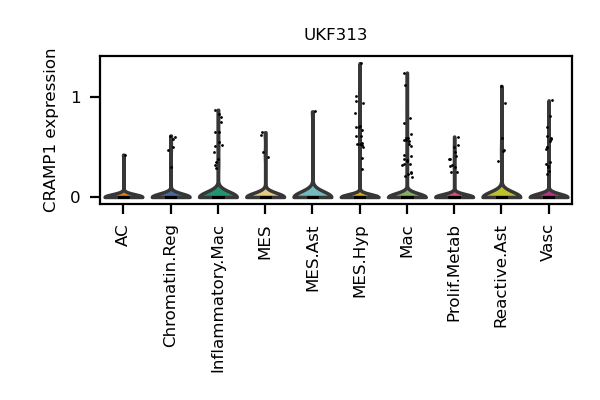 UKF313
CRAMP1 expression
1
0
AC
Chromatin.Reg
Inflammatory.Mac
MES
MES.Ast
MES.Hyp
Mac
Prolif.Metab
Reactive.Ast
Vasc